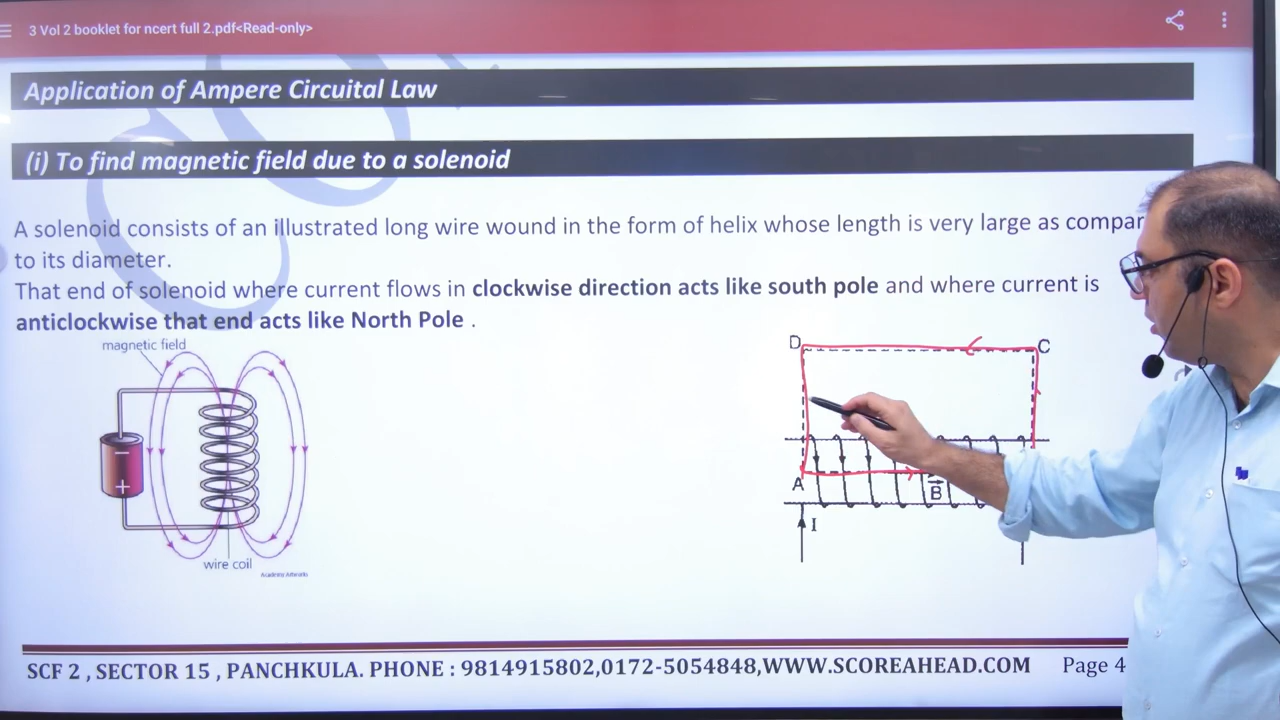 3 Vol 2 booklet for ncert full 2.pdf<Read-only>
Application of Ampere Circuital Law
(i) To find magnetic field due to a solenoid
A solenoid consists of an illustrated long wire wound in the form of helix whose length is very large as compar
to its diameter.
That end of solenoid where current flows in clockwise direction acts like south pole and where current is
anticlockwise that end acts like North Pole .
magnetic field
D
C
A
B
I
−
+
wire coil
SCF 2 , SECTOR 15 , PANCHKULA. PHONE : 9814915802,0172-5054848,WWW.SCOREAHEAD.COM Page 4